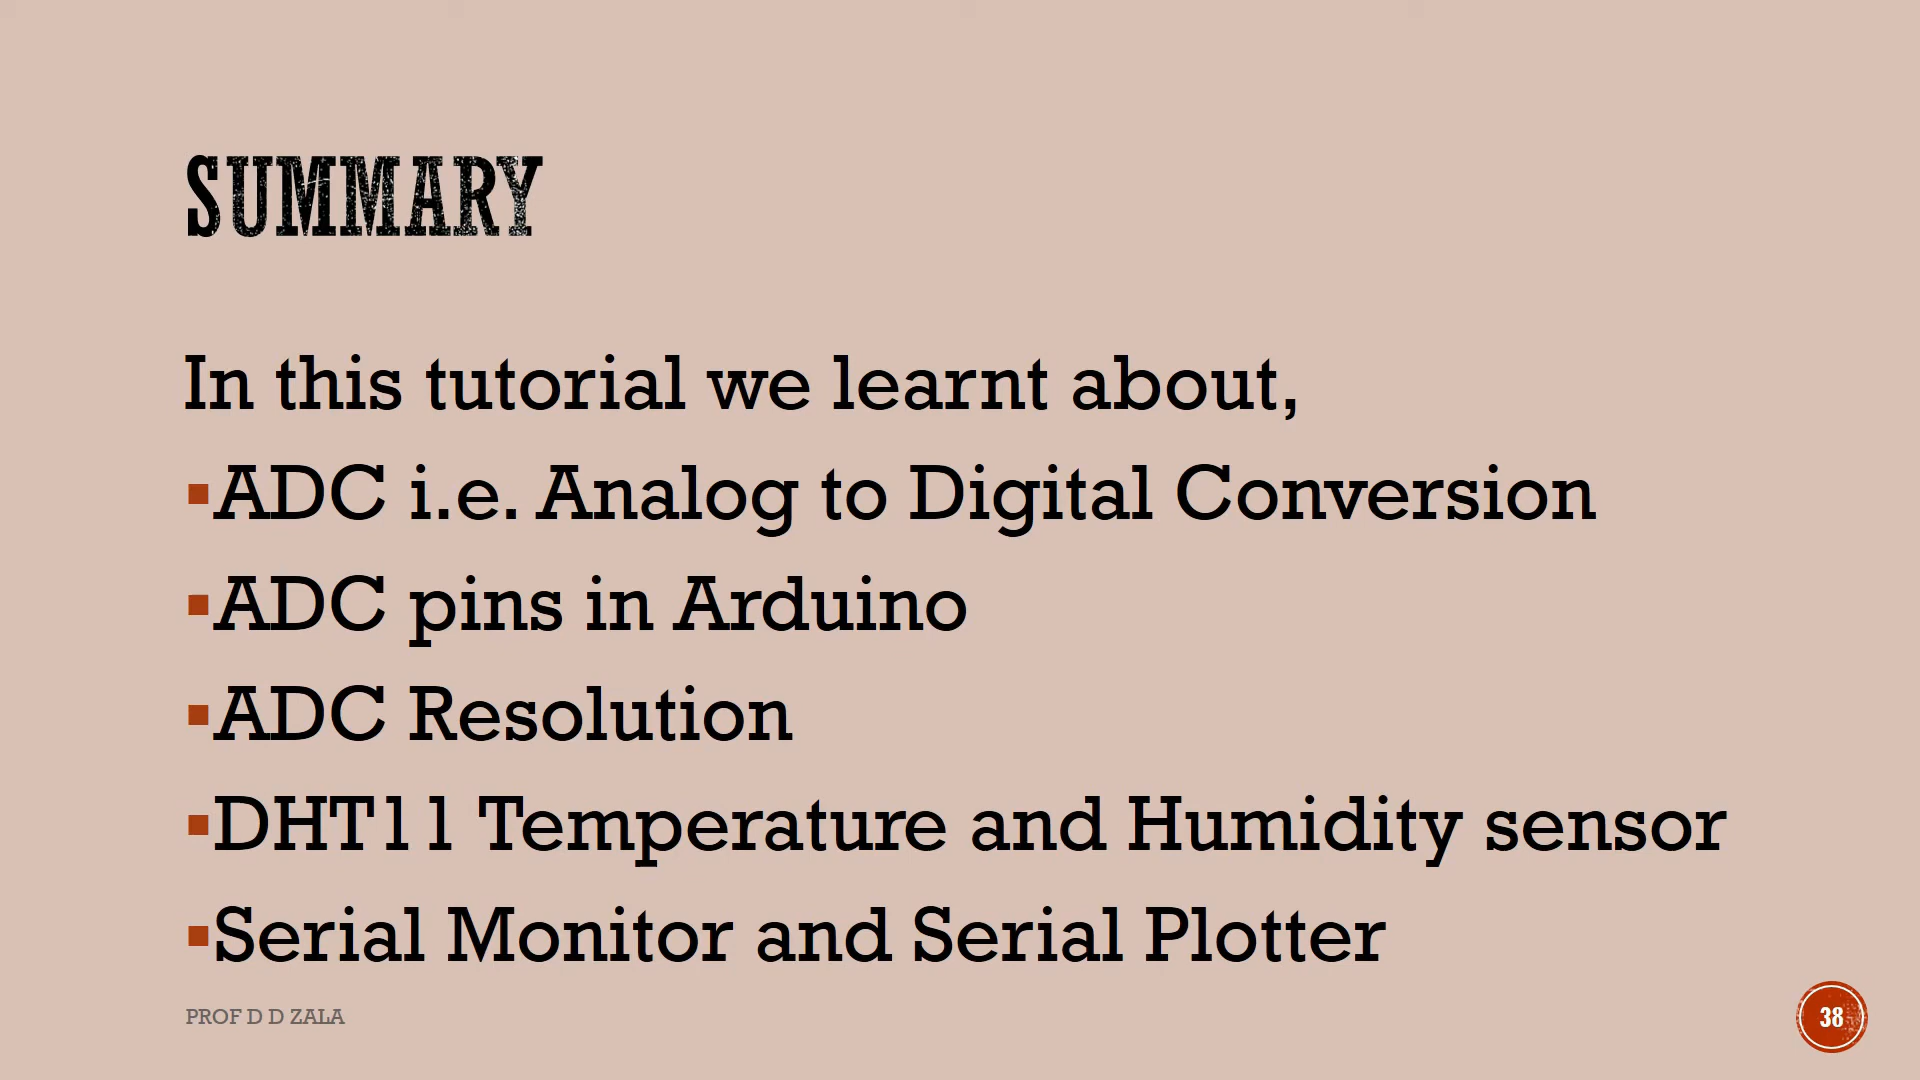 SUMMARY
In this tutorial we learnt about,
▪ADC i.e. Analog to Digital Conversion
▪ADC pins in Arduino
▪ADC Resolution
▪DHT11 Temperature and Humidity sensor
▪Serial Monitor and Serial Plotter
PROF D D ZALA
38